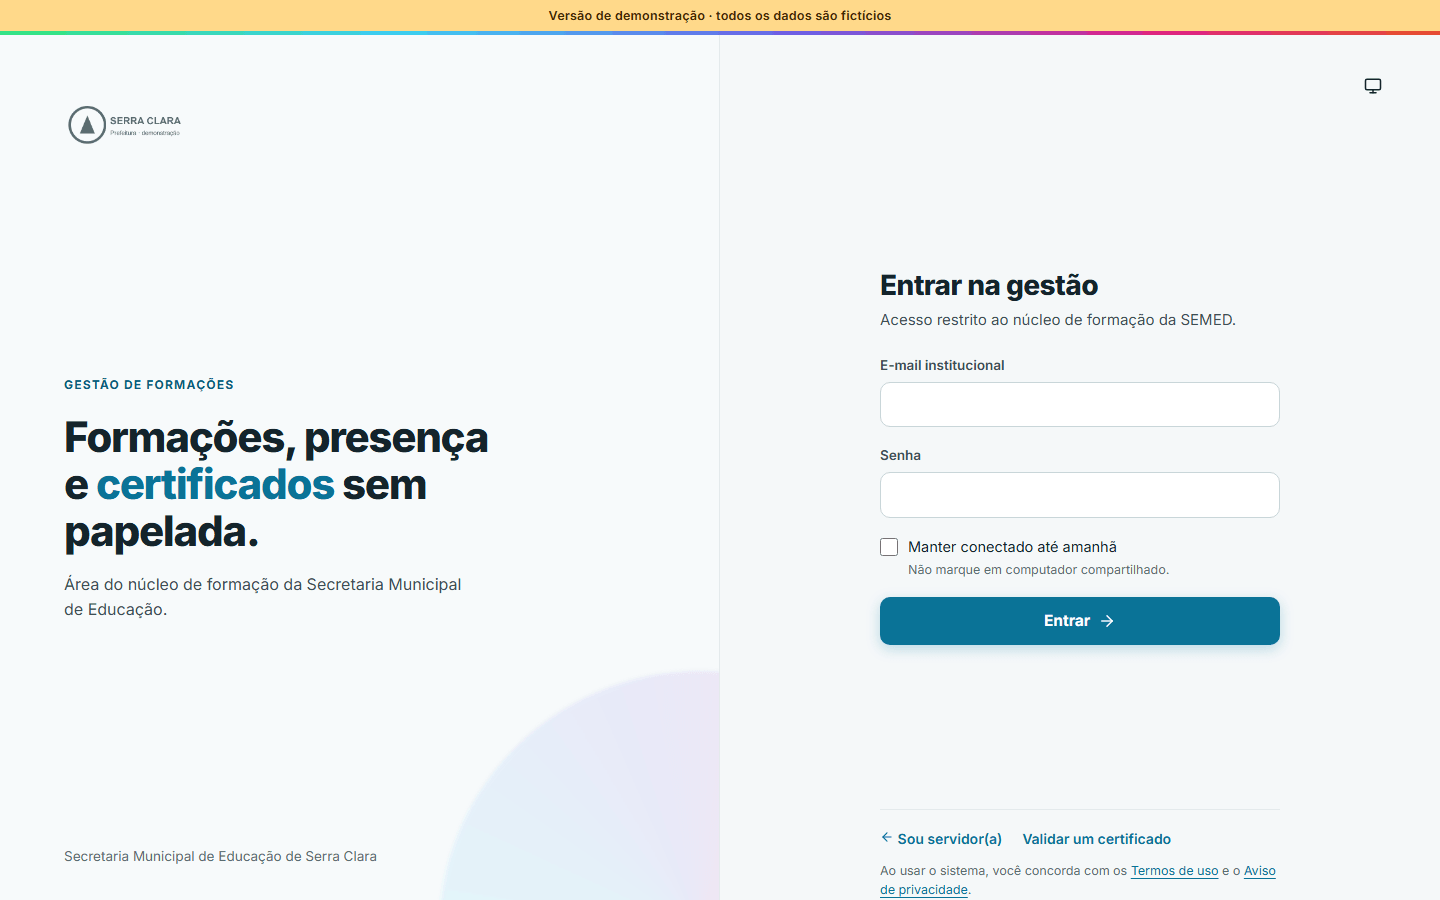 Versão de demonstração · todos os dados são fictícios
SERRA CLARA
Prefeitura · demonstração
GESTÃO DE FORMAÇÕES
Formações, presença
e certificados sem
papelada.
Área do núcleo de formação da Secretaria Municipal
de Educação.
Secretaria Municipal de Educação de Serra Clara
Entrar na gestão
Acesso restrito ao núcleo de formação da SEMED.
E-mail institucional
Senha
Manter conectado até amanhã
Não marque em computador compartilhado.
Entrar →
← Sou servidor(a) Validar um certificado
Ao usar o sistema, você concorda com os Termos de uso e o Aviso
de privacidade.